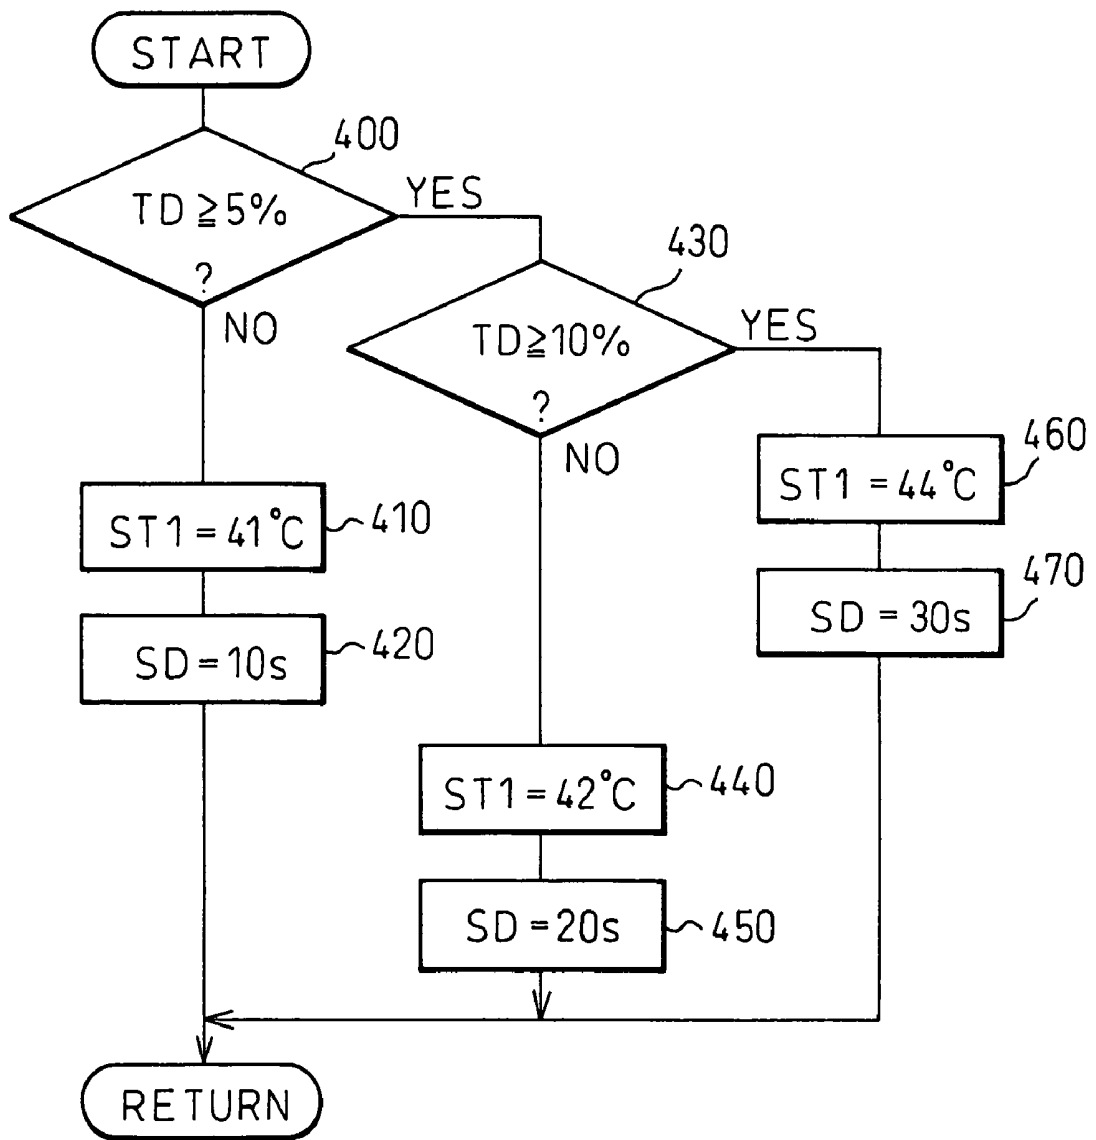 START
400
TD≧5%
?
YES
NO
430
TD≧10%
?
YES
NO
460
ST1=44°C
410
ST1=41°C
470
SD=30s
420
SD=10s
440
ST1=42°C
450
SD=20s
RETURN